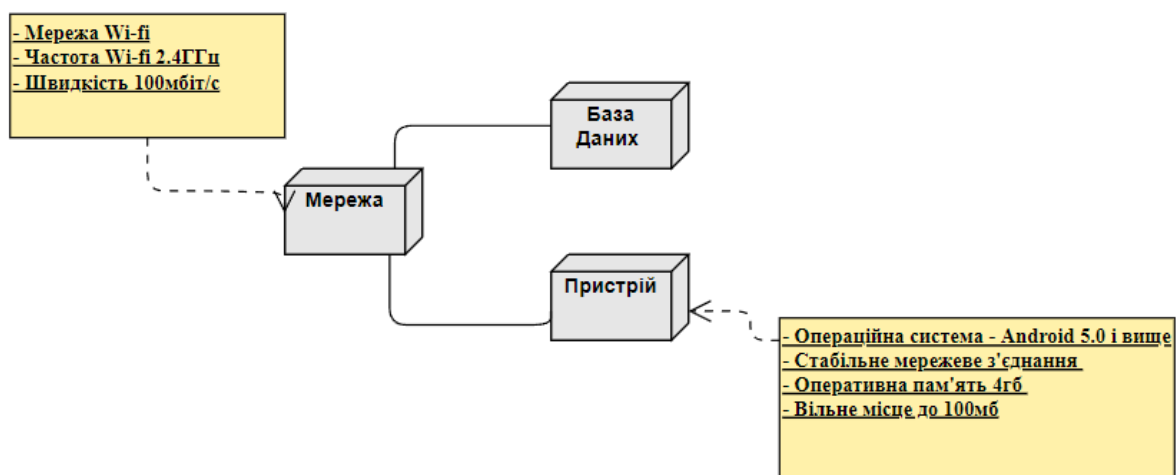 - Мережа Wi-fi
- Частота Wi-fi 2.4ГГц
- Швидкість 100мбіт/с
База
Даних
Мережа
Пристрій
- Операційна система - Android 5.0 і вище
- Стабільне мережеве з'єднання
- Оперативна пам'ять 4гб
- Вільне місце до 100мб